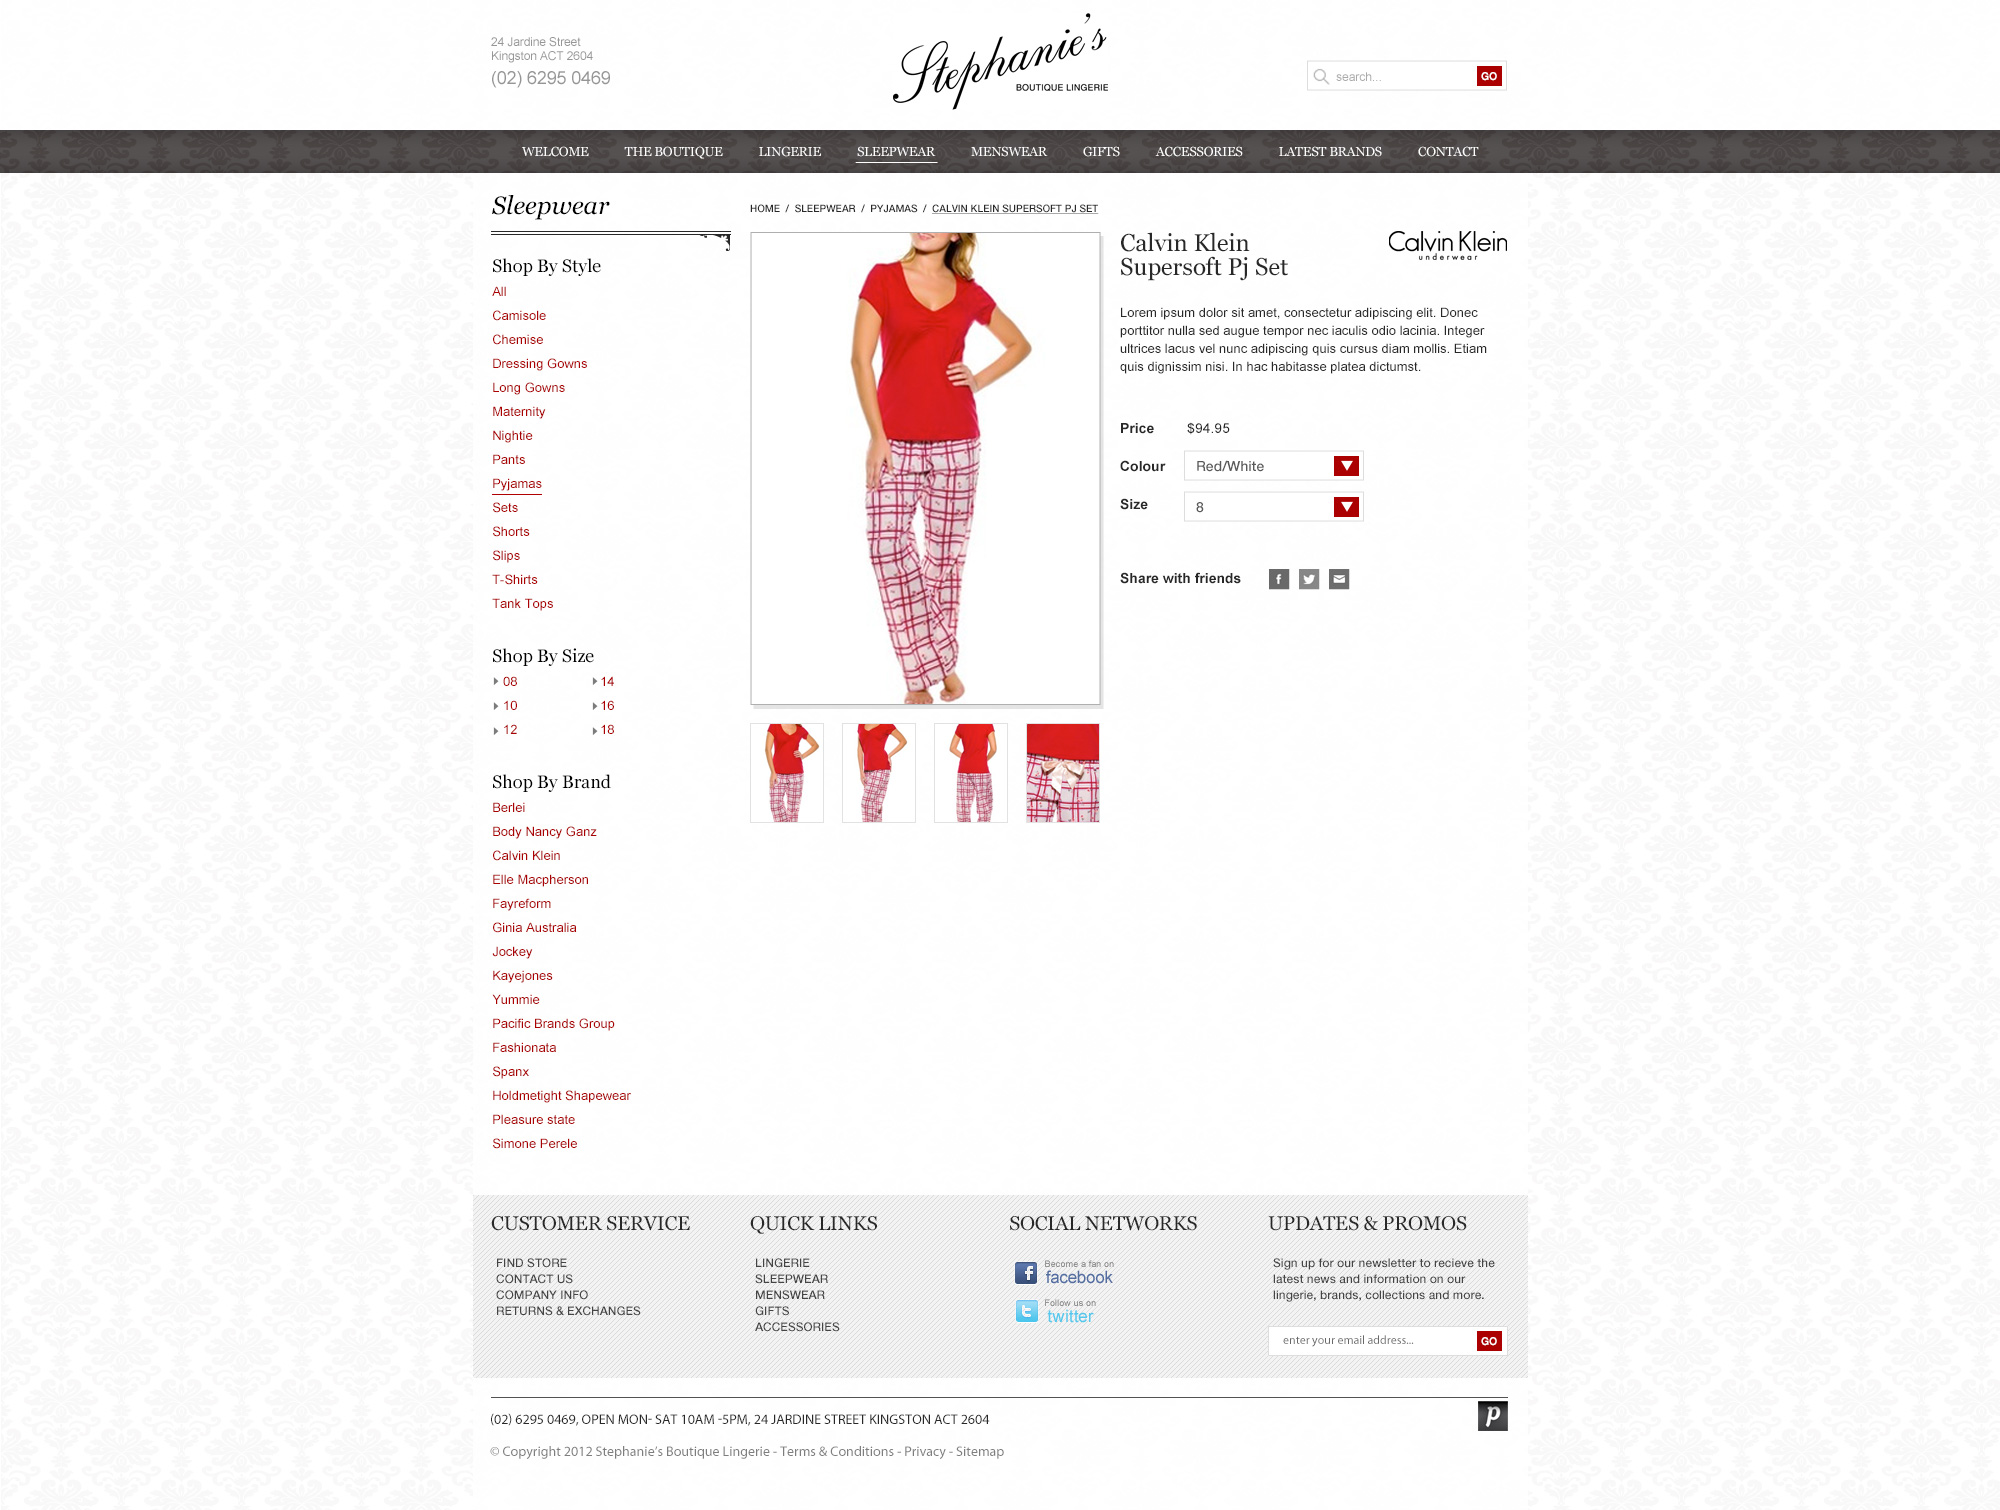 24 Jardine Street
Kingston ACT 2604
(02) 6295 0469
Stephanie's
BOUTIQUE LINGERIE
search...
GO
WELCOME
THE BOUTIQUE
LINGERIE
SLEEPWEAR
MENSWEAR
GIFTS
ACCESSORIES
LATEST BRANDS
CONTACT
Sleepwear
Shop By Style
All
Camisole
Chemise
Dressing Gowns
Long Gowns
Maternity
Nightie
Pants
Pyjamas
Sets
Shorts
Slips
T-Shirts
Tank Tops
Shop By Size
08
14
10
16
12
18
Shop By Brand
Berlei
Body Nancy Ganz
Calvin Klein
Elle Macpherson
Fayreform
Ginia Australia
Jockey
Kayejones
Yummie
Pacific Brands Group
Fashionata
Spanx
Holdmetight Shapewear
Pleasure state
Simone Perele
HOME / SLEEPWEAR / PYJAMAS / CALVIN KLEIN SUPERSOFT PJ SET
Calvin Klein
Supersoft Pj Set
Calvin Klein
underwear
Lorem ipsum dolor sit amet, consectetur adipiscing elit. Donec
porttitor nulla sed augue tempor nec iaculis odio lacinia. Integer
ultrices lacus vel nunc adipiscing quis cursus diam mollis. Etiam
quis dignissim nisi. In hac habitasse platea dictumst.
Price $94.95
Colour Red/White
Size 8
Share with friends
CUSTOMER SERVICE
FIND STORE
CONTACT US
COMPANY INFO
RETURNS & EXCHANGES
QUICK LINKS
LINGERIE
SLEEPWEAR
MENSWEAR
GIFTS
ACCESSORIES
SOCIAL NETWORKS
Become a fan on
facebook
Follow us on
twitter
UPDATES & PROMOS
Sign up for our newsletter to recieve the
latest news and information on our
lingerie, brands, collections and more.
enter your email address...
GO
(02) 6295 0469, OPEN MON- SAT 10AM -5PM, 24 JARDINE STREET KINGSTON ACT 2604
p
© Copyright 2012 Stephanie's Boutique Lingerie - Terms & Conditions - Privacy - Sitemap